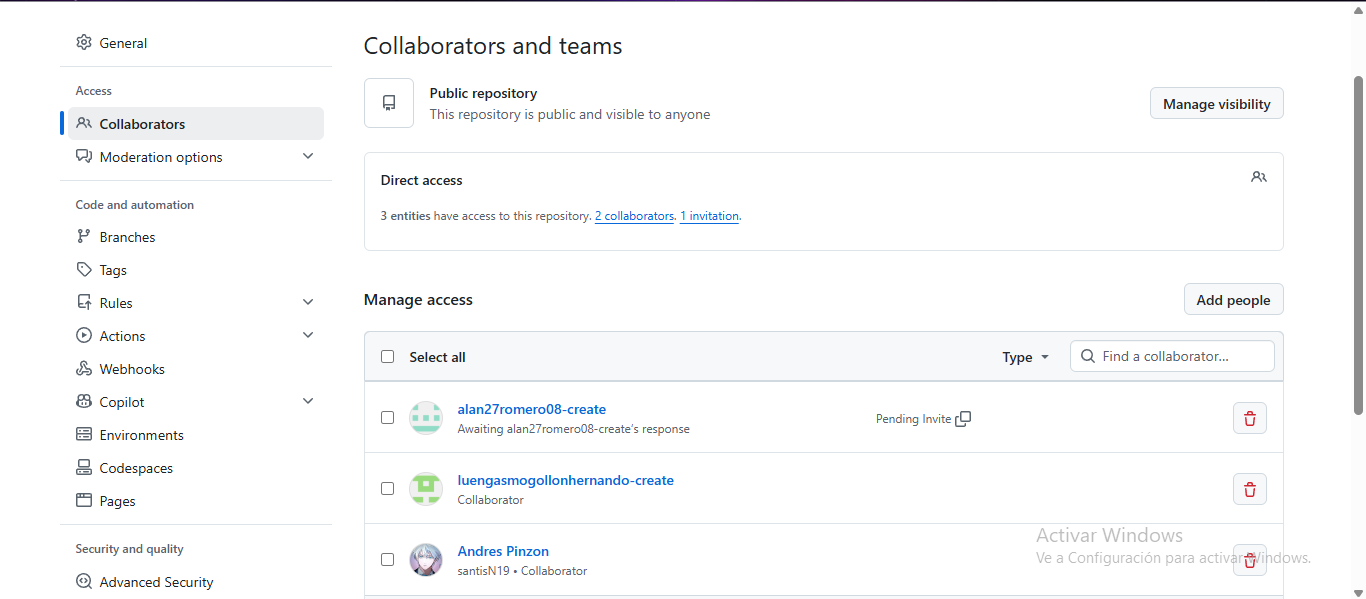 General
Access
Collaborators
Moderation options
Code and automation
Branches
Tags
Rules
Actions
Webhooks
Copilot
Environments
Codespaces
Pages
Security and quality
Advanced Security
Collaborators and teams
Public repository
This repository is public and visible to anyone
Manage visibility
Direct access
3 entities have access to this repository. 2 collaborators. 1 invitation.
Manage access
Add people
Select all
Type
Find a collaborator...
alan27romero08-create
Awaiting alan27romero08-create's response
Pending Invite
luengasmogollonhernando-create
Collaborator
Andres Pinzon
santisN19 • Collaborator
Activar Windows
Ve a Configuración para activar Windows.